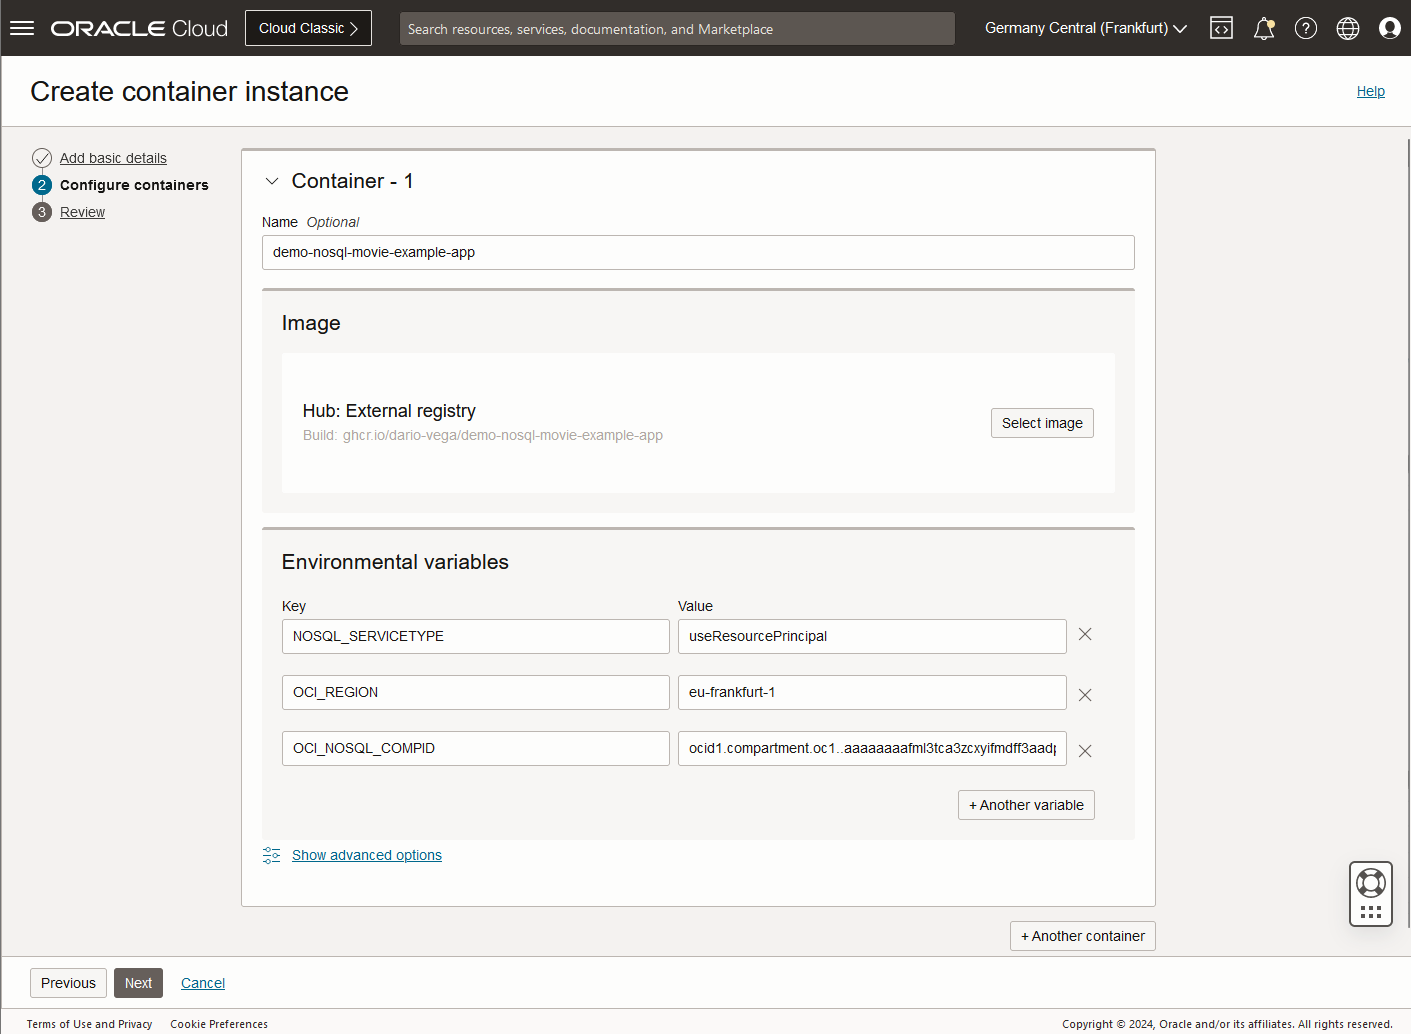 ORACLE Cloud
Cloud Classic
Search resources, services, documentation, and Marketplace
Germany Central (Frankfurt)
Create container instance
Help
Add basic details
2 Configure containers
3 Review
Container - 1
Name Optional
demo-nosql-movie-example-app
Image
Hub: External registry
Build: ghcr.io/dario-vega/demo-nosql-movie-example-app
Select image
Environmental variables
Key Value
NOSQL_SERVICETYPE useResourcePrincipal
OCI_REGION eu-frankfurt-1
OCI_NOSQL_COMPID ocid1.compartment.oc1..aaaaaaaafml3tca3zcxyifmdff3aadp
+ Another variable
Show advanced options
+ Another container
Previous Next Cancel
Terms of Use and Privacy Cookie Preferences
Copyright © 2024, Oracle and/or its affiliates. All rights reserved.